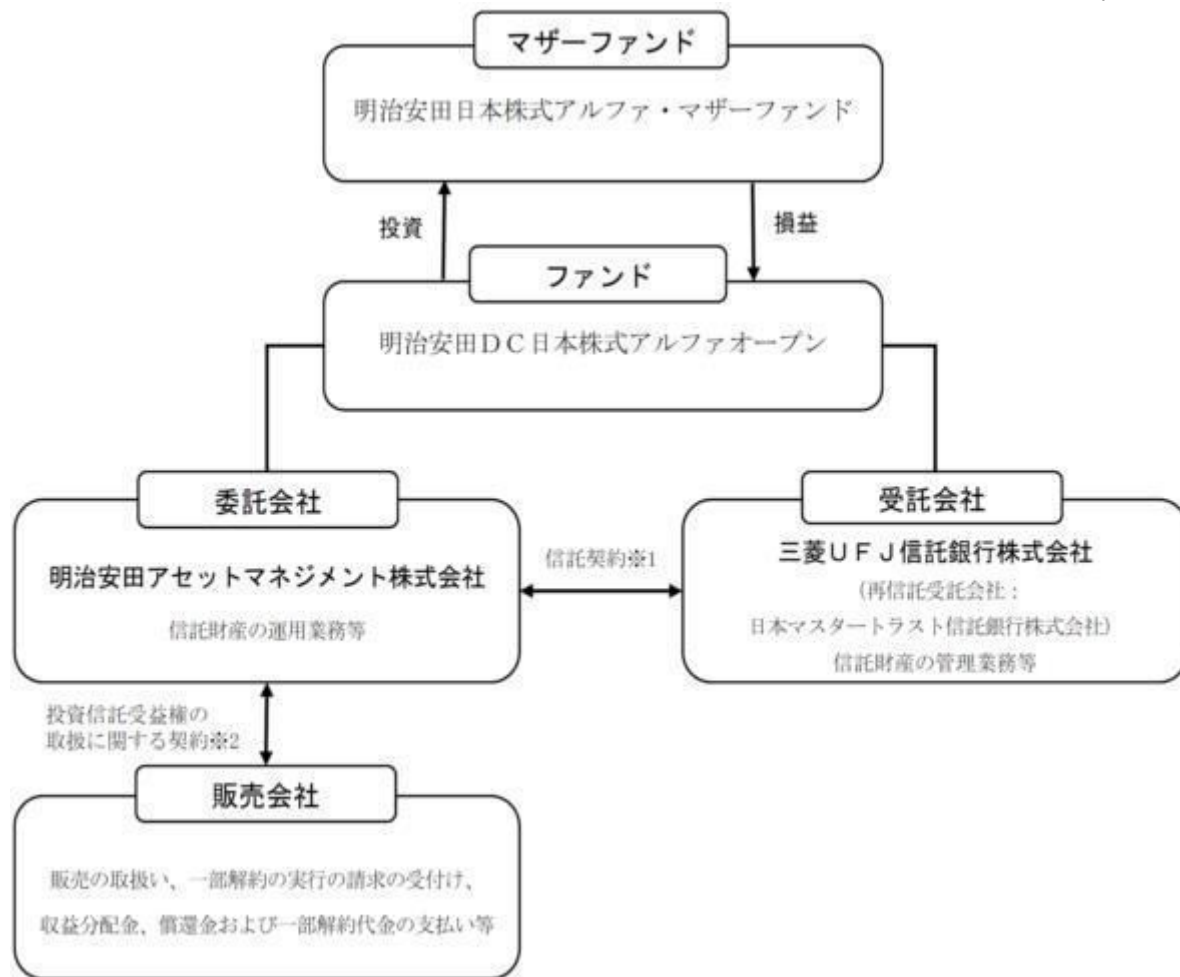 マザーファンド
明治安田日本株式アルファ・マザーファンド
投資
損益
ファンド
明治安田DC日本株式アルファオープン
委託会社
明治安田アセットマネジメント株式会社
信託財産の運用業務等
信託契約※1
受託会社
三菱UFJ信託銀行株式会社
(再信託受託会社:
日本マスタートラスト信託銀行株式会社)
信託財産の管理業務等
投資信託受益権の
取扱に関する契約※2
販売会社
販売の取扱い、一部解約の実行の請求の受付け、
収益分配金、償還金および一部解約代金の支払い等